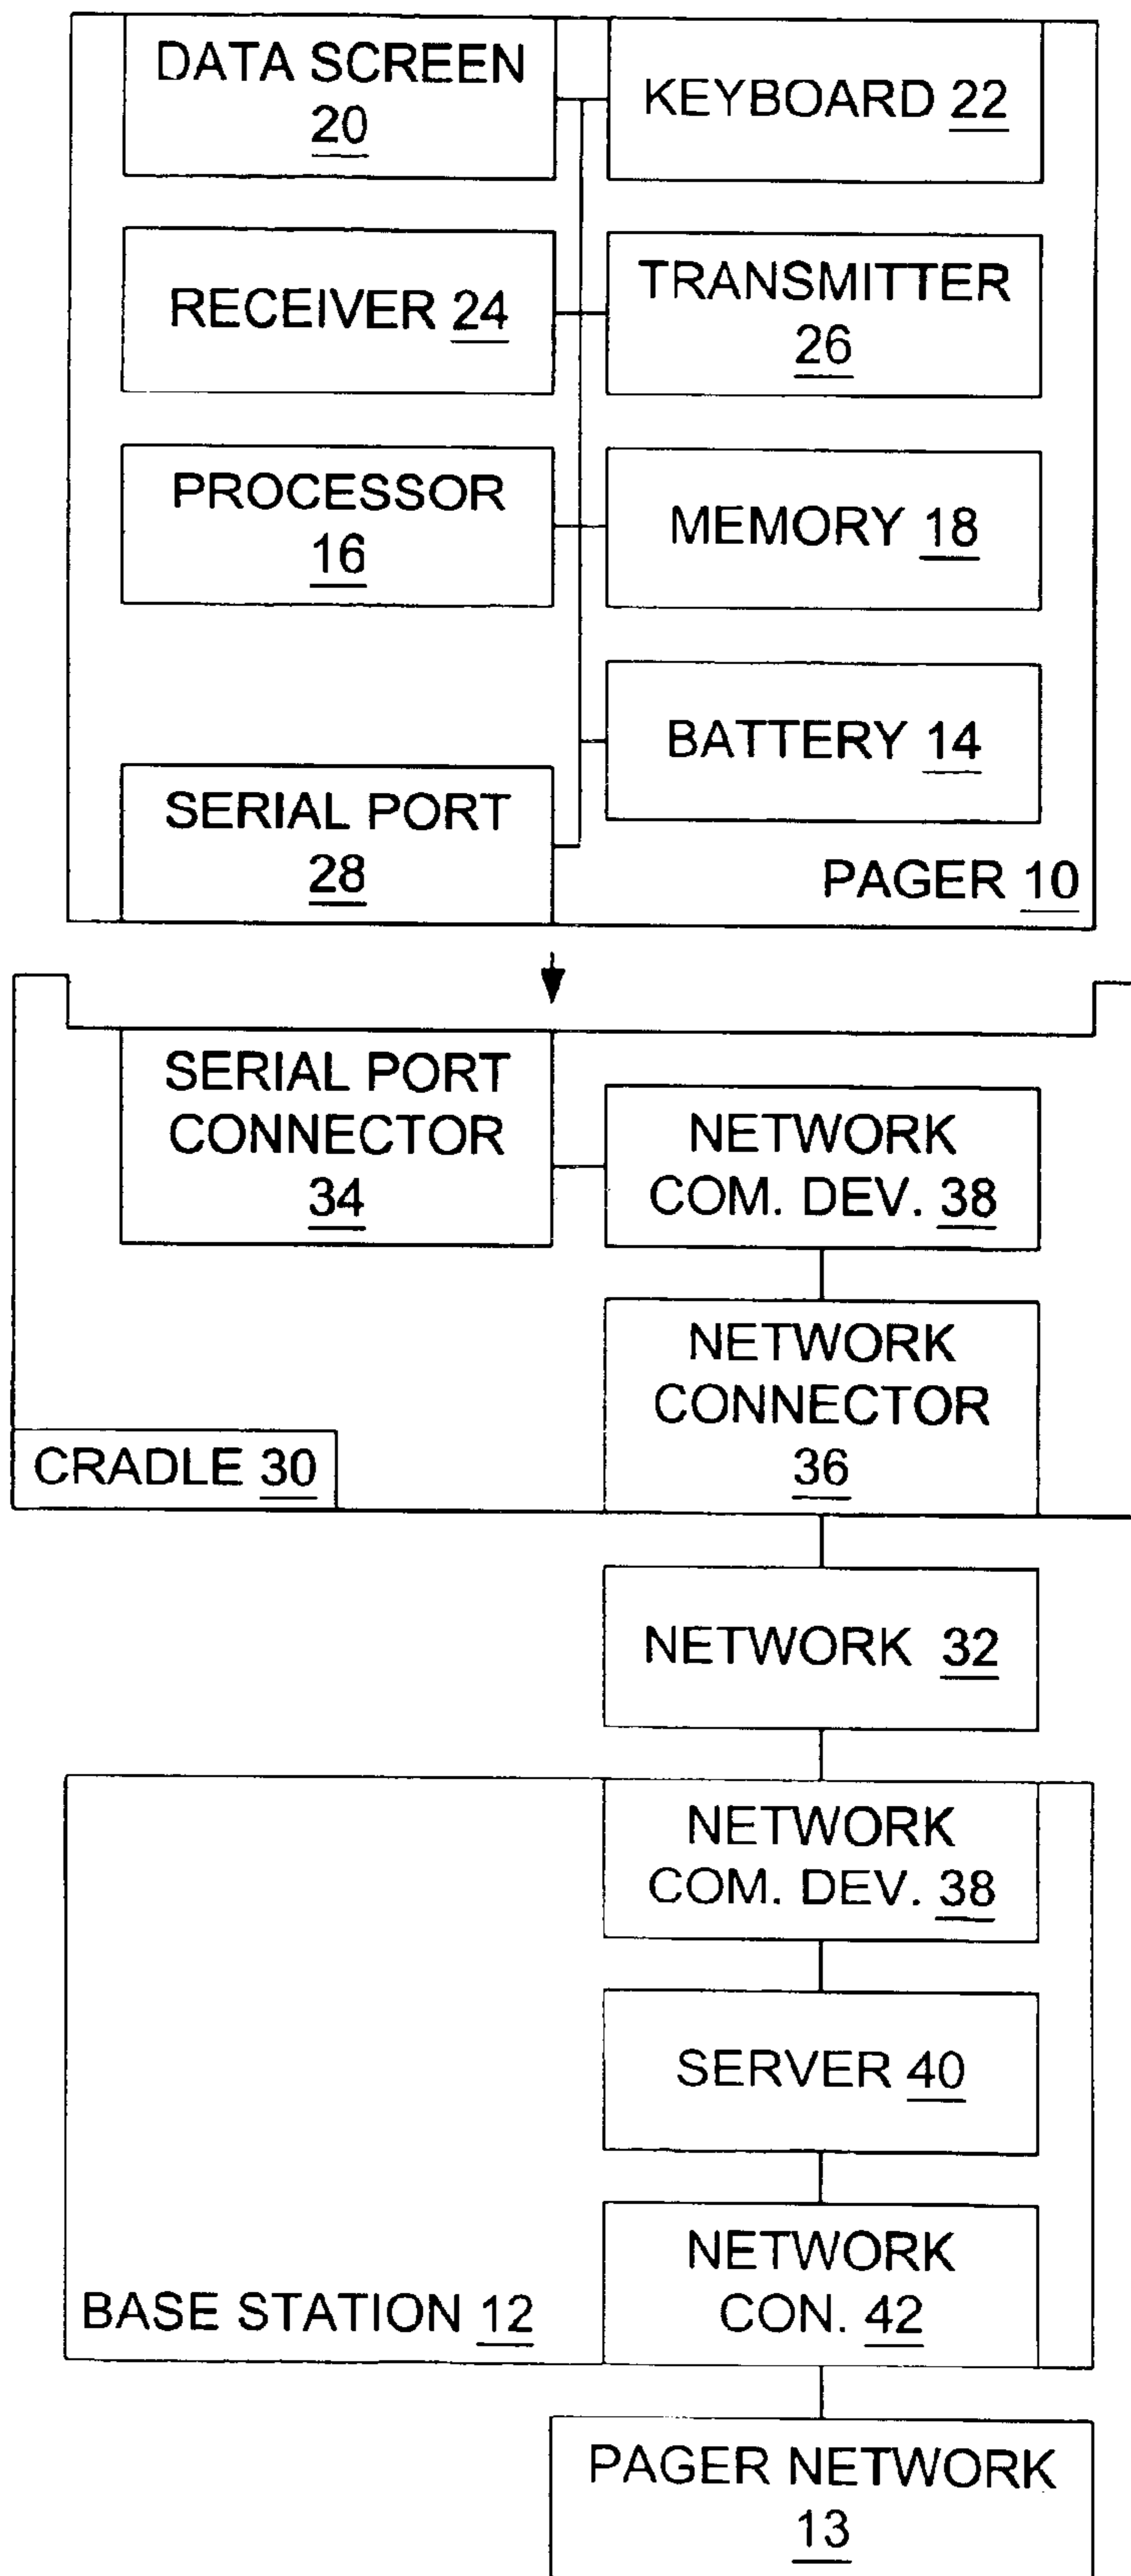 DATA SCREEN
20
KEYBOARD 22
RECEIVER 24
TRANSMITTER
26
PROCESSOR
16
MEMORY 18
BATTERY 14
SERIAL PORT
28
PAGER 10
SERIAL PORT
CONNECTOR
34
NETWORK
COM. DEV. 38
NETWORK
CONNECTOR
36
CRADLE 30
NETWORK 32
NETWORK
COM. DEV. 38
SERVER 40
NETWORK
CON. 42
BASE STATION 12
PAGER NETWORK
13